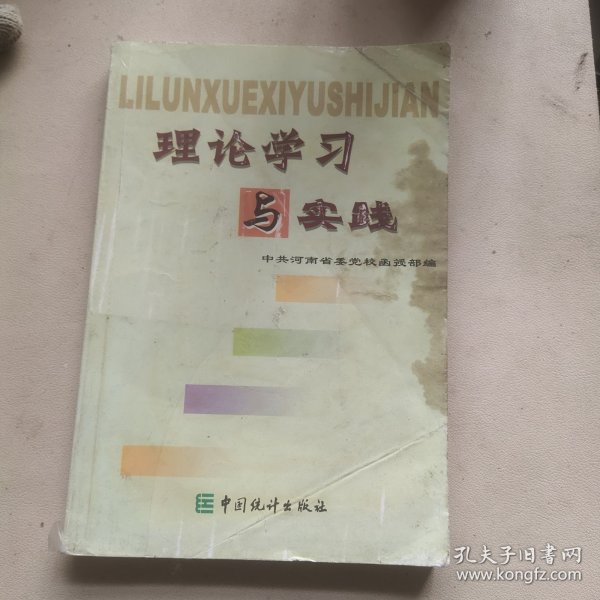 LILUNXUEXIYUSHIJIAN
理论学习
与实践
中共河南省委党校函授部编
中国统计出版社
孔夫子旧书网
www.kongfz.com